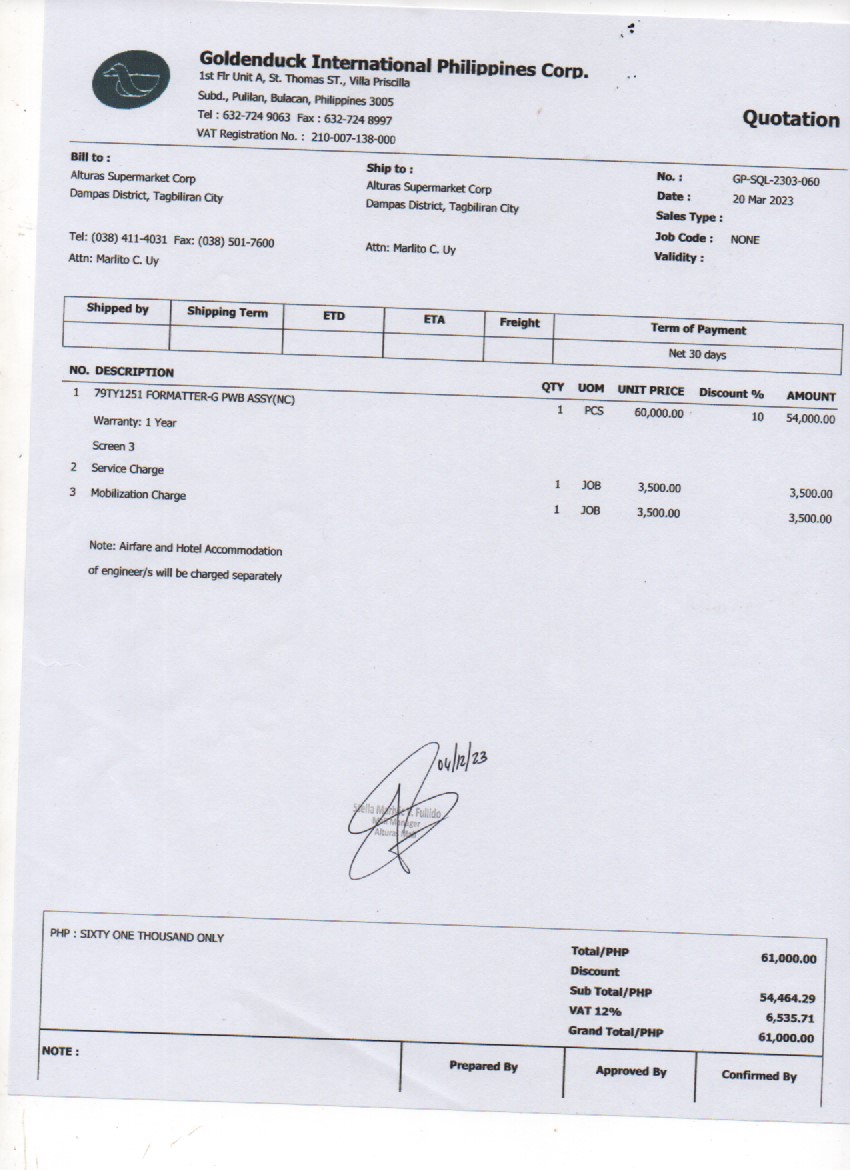 Goldenduck International Philippines Corp.
1st Flr Unit A, St. Thomas ST., Villa Priscilla
Subd., Pulilan, Bulacan, Philippines 3005
Tel : 632-724 9063 Fax : 632-724 8997
VAT Registration No. : 210-007-138-000
Quotation
Bill to :
Alturas Supermarket Corp
Dampas District, Tagbiliran City
Tel: (038) 411-4031 Fax: (038) 501-7600
Attn: Marlito C. Uy
Ship to :
Alturas Supermarket Corp
Dampas District, Tagbiliran City
Attn: Marlito C. Uy
No. : GP-SQL-2303-060
Date : 20 Mar 2023
Sales Type :
Job Code : NONE
Validity :
Shipped by Shipping Term ETD ETA Freight Term of Payment
Net 30 days
NO. DESCRIPTION QTY UOM UNIT PRICE Discount % AMOUNT
1 79TY1251 FORMATTER-G PWB ASSY(NC) 1 PCS 60,000.00 10 54,000.00
Warranty: 1 Year
Screen 3
2 Service Charge 1 JOB 3,500.00 3,500.00
3 Mobilization Charge 1 JOB 3,500.00 3,500.00
Note: Airfare and Hotel Accommodation
of engineer/s will be charged separately
04/12/23
Stella
Manager
PHP : SIXTY ONE THOUSAND ONLY
Total/PHP 61,000.00
Discount
Sub Total/PHP 54,464.29
VAT 12% 6,535.71
Grand Total/PHP 61,000.00
NOTE :
Prepared By Approved By Confirmed By